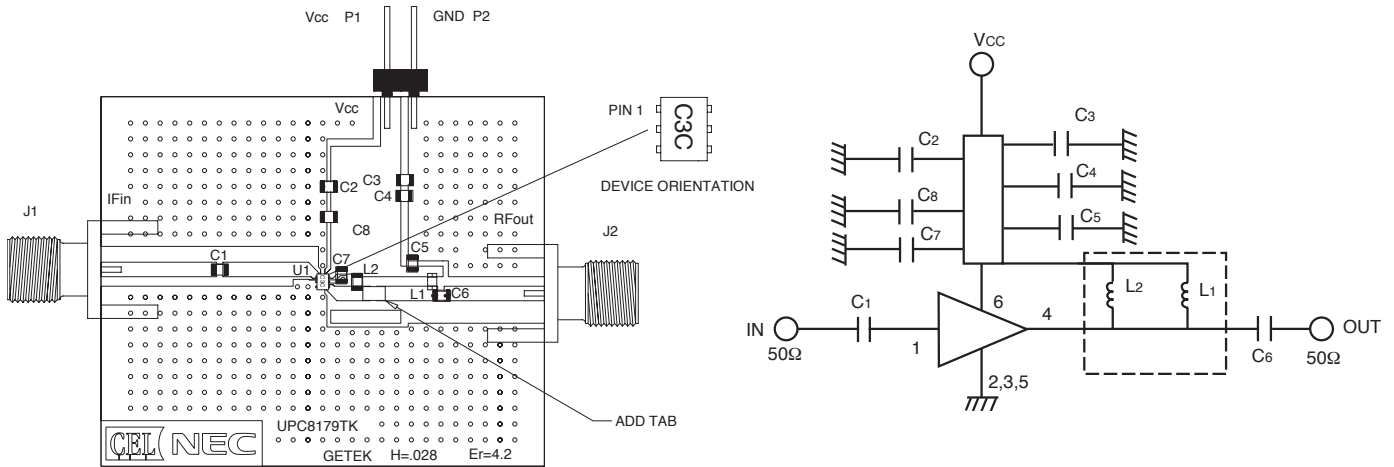 Vcc P1 GND P2
Vcc
PIN 1
C3C
DEVICE ORIENTATION
J1
IFin
C2
C3
C4
C8
RFout
J2
C1
U1
C7
L2
C5
L1
C6
ADD TAB
UPC8179TK
CEL NEC
GETEK H=.028 Er=4.2
VCC
C2
C3
C8
C4
C7
C5
L2
L1
C1
6
4
IN
50Ω
1
2,3,5
C6
OUT
50Ω